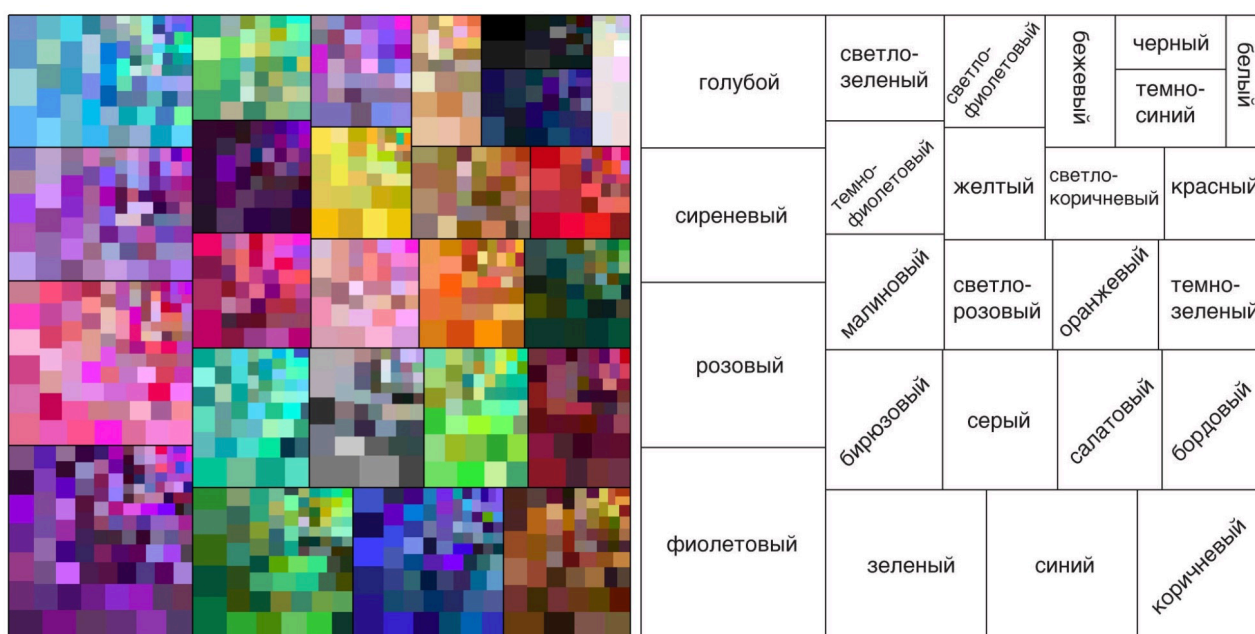 голубой
светло-
зеленый
светло-
фиолетовый
бежевый
черный
темно-
синий
белый
сиреневый
темно-
фиолетовый
желтый
светло-
коричневый
красный
розовый
малиновый
светло-
розовый
оранжевый
темно-
зеленый
бирюзовый
серый
салатовый
бордовый
фиолетовый
зеленый
синий
коричневый